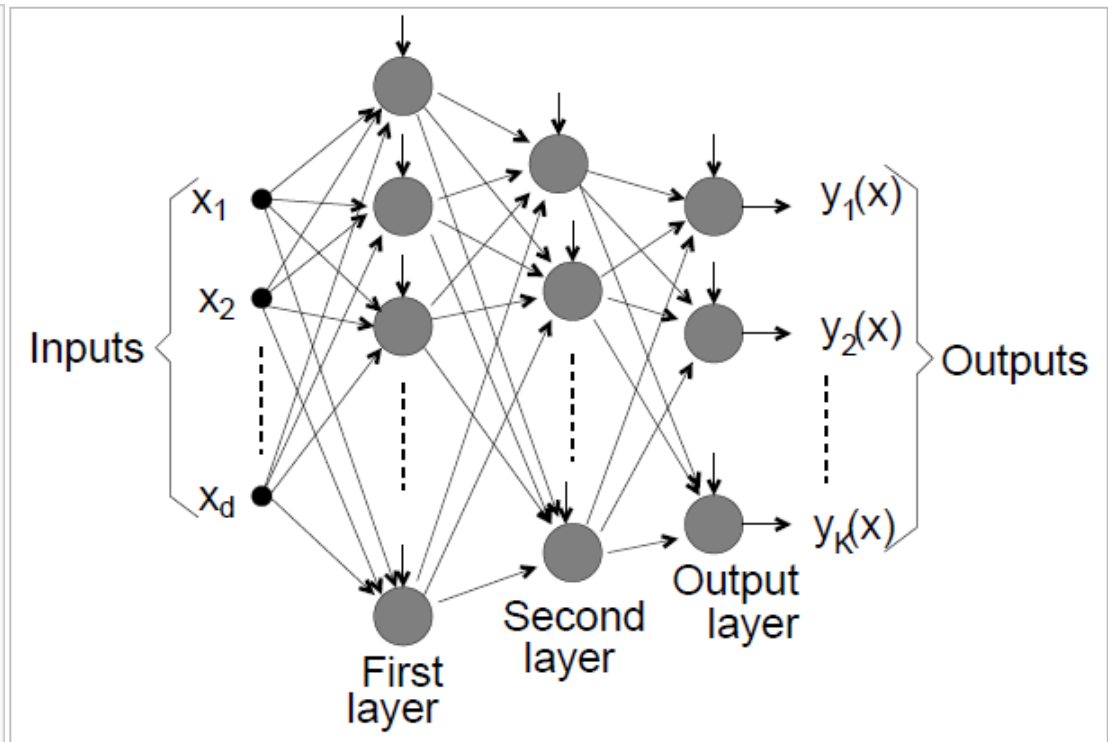 Inputs
x1
x2
xd
First
layer
Second
layer
Output
layer
y1(x)
y2(x)
yK(x)
Outputs